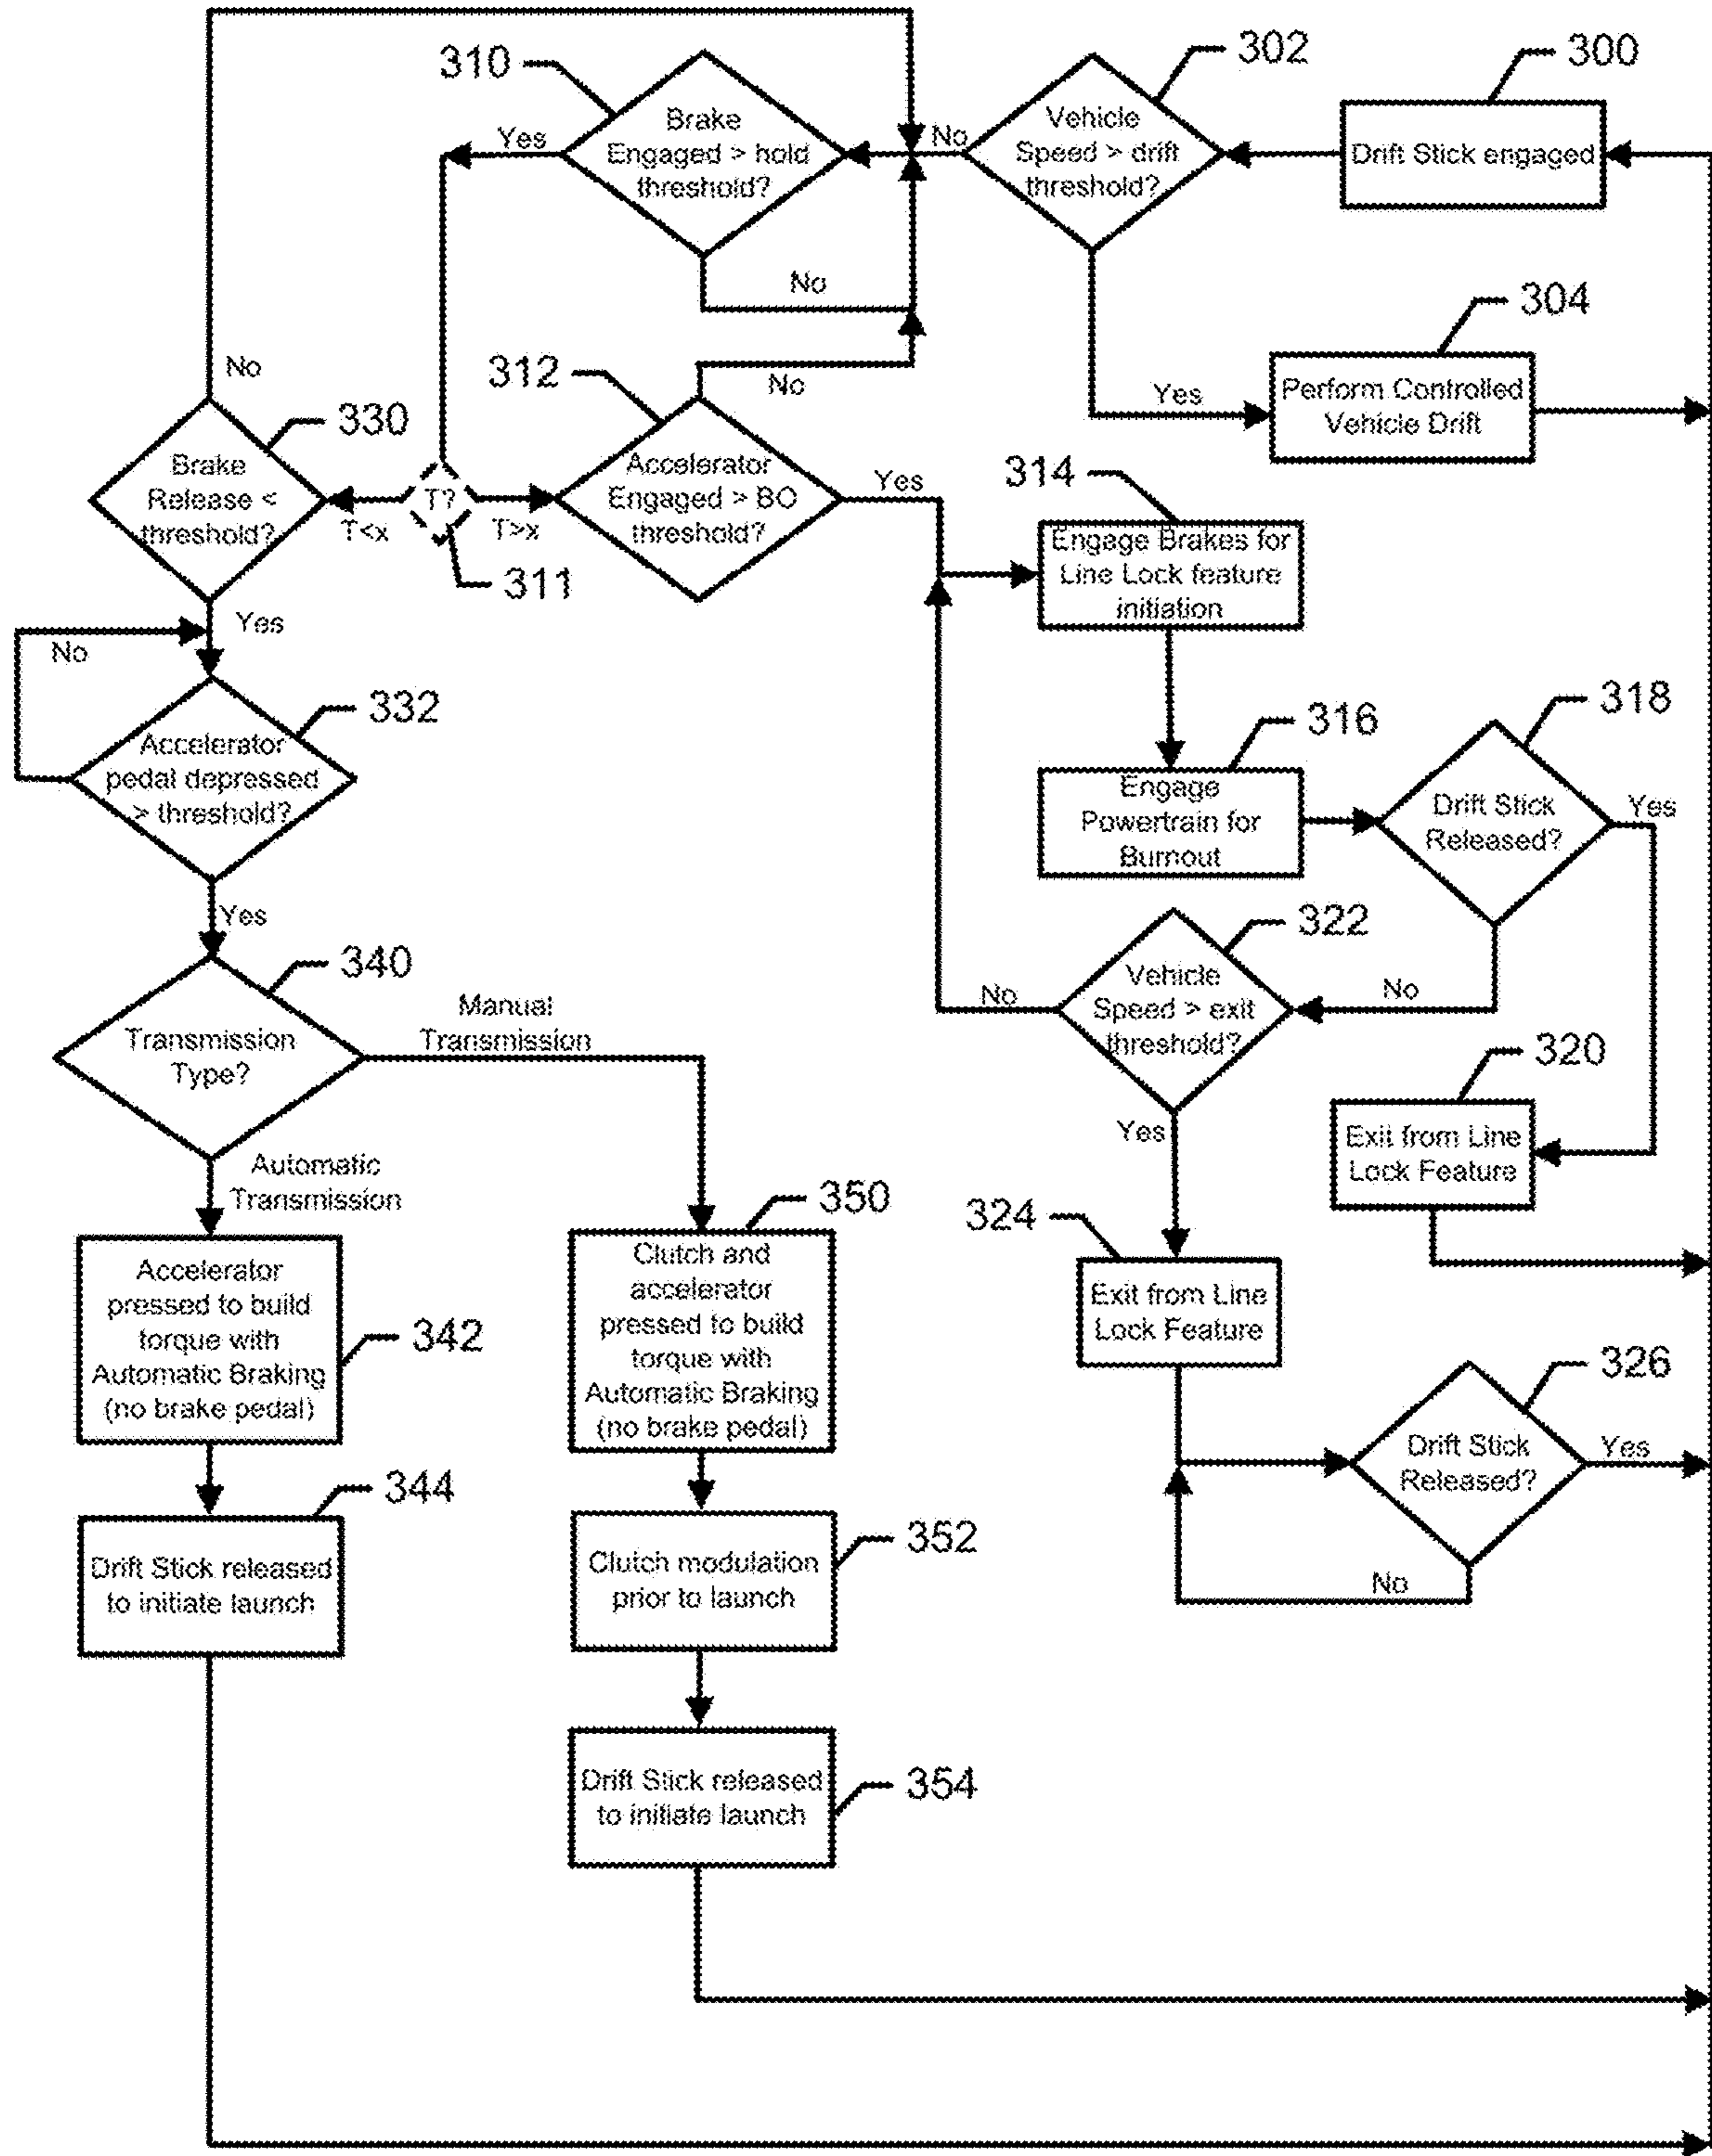 310
302
300
Brake
Engaged > hold
threshold?
Yes
No
Vehicle
Speed > drift
threshold?
No
Drift Stick engaged
304
Yes
Perform Controlled
Vehicle Drift
312
No
Accelerator
Engaged > BO
threshold?
Yes
No
330
Brake
Release <
threshold?
T?
T<x
T>x
311
314
Engage Brakes for
Line Lock feature
initiation
Yes
No
332
Accelerator
pedal depressed
> threshold?
Yes
316
Engage
Powertrain for
Burnout
318
Drift Stick
Released?
Yes
No
322
Vehicle
Speed > exit
threshold?
No
Yes
320
Exit from Line
Lock Feature
340
Transmission
Type?
Manual
Transmission
Automatic
Transmission
350
Clutch and
accelerator
pressed to build
torque with
Automatic Braking
(no brake pedal)
342
Accelerator
pressed to build
torque with
Automatic Braking
(no brake pedal)
324
Exit from Line
Lock Feature
326
Drift Stick
Released?
Yes
No
344
Drift Stick released
to initiate launch
352
Clutch modulation
prior to launch
354
Drift Stick released
to initiate launch